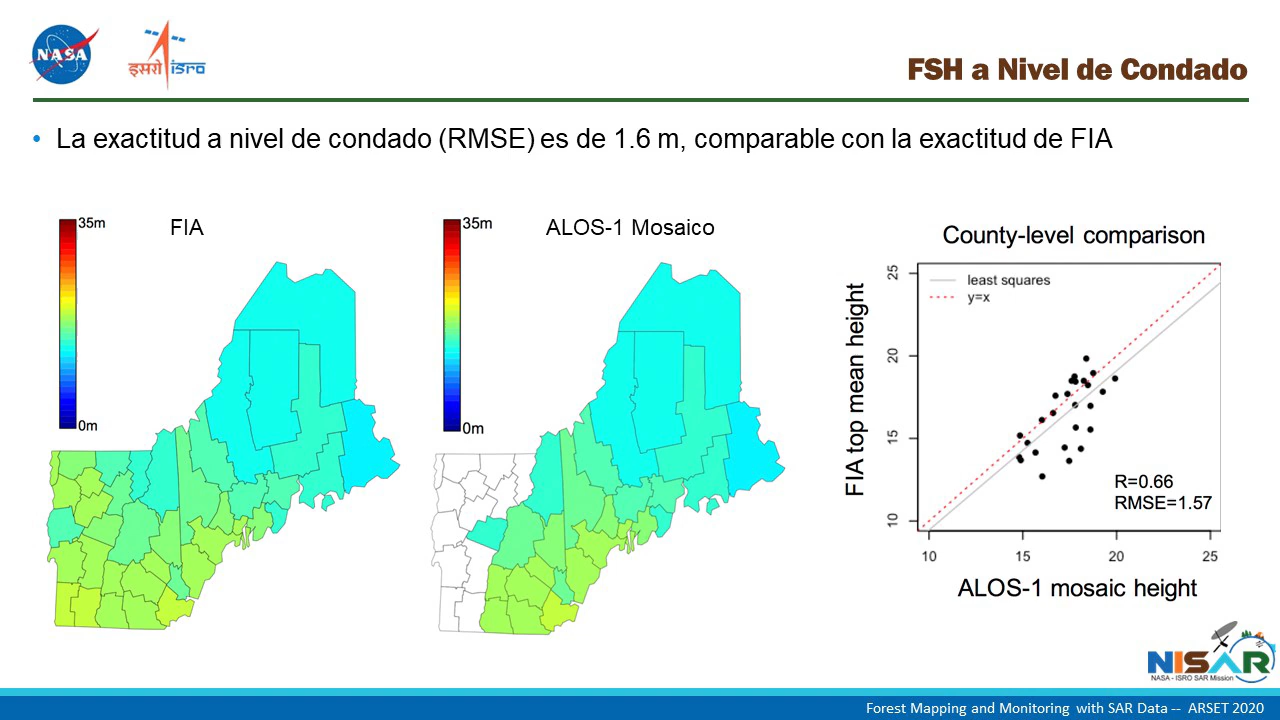 NASA
इसरो isro
FSH a Nivel de Condado
• La exactitud a nivel de condado (RMSE) es de 1.6 m, comparable con la exactitud de FIA
35m
FIA
0m
35m
ALOS-1 Mosaico
0m
County-level comparison
least squares
y=x
FIA top mean height
25
20
15
10
R=0.66
RMSE=1.57
10 15 20 25
ALOS-1 mosaic height
NISAR
NASA - ISRO SAR Mission
Forest Mapping and Monitoring with SAR Data -- ARSET 2020